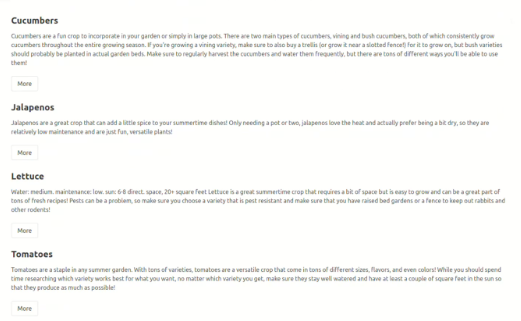 Cucumbers
Cucumbers are a fun crop to incorporate in your garden or simply in large pots. There are two main types of cucumbers, vining and bush cucumbers, both of which consistently grow
cucumbers throughout the entire growing season. If you're growing a vining variety, make sure to also buy a trellis (or grow it near a slotted fence!) for it to grow on, but bush varieties
should probably be planted in actual garden beds. Make sure to regularly harvest the cucumbers and water them frequently, but there are tons of different ways you'll be able to use
them!
More
Jalapenos
Jalapenos are a great crop that can add a little spice to your summertime dishes! Only needing a pot or two, jalapenos love the heat and actually prefer being a bit dry, so they are
relatively low maintenance and are just fun, versatile plants!
More
Lettuce
Water: medium, maintenance: low, sun: 6-8 direct, space, 20+ square feet Lettuce is a great summertime crop that requires a bit of space but is easy to grow and can be a great part of
tons of fresh recipes! Pests can be a problem, so make sure you choose a variety that is pest resistant and make sure that you have raised bed gardens or a fence to keep out rabbits and
other rodents!
More
Tomatoes
Tomatoes are a staple in any summer garden. With tons of varieties, tomatoes are a versatile crop that come in tons of different sizes, flavors, and even colors! While you should spend
time researching which variety works best for what you want, no matter which variety you get, make sure they stay well watered and have at least a couple of square feet in the sun so
that they produce as much as possible!
More